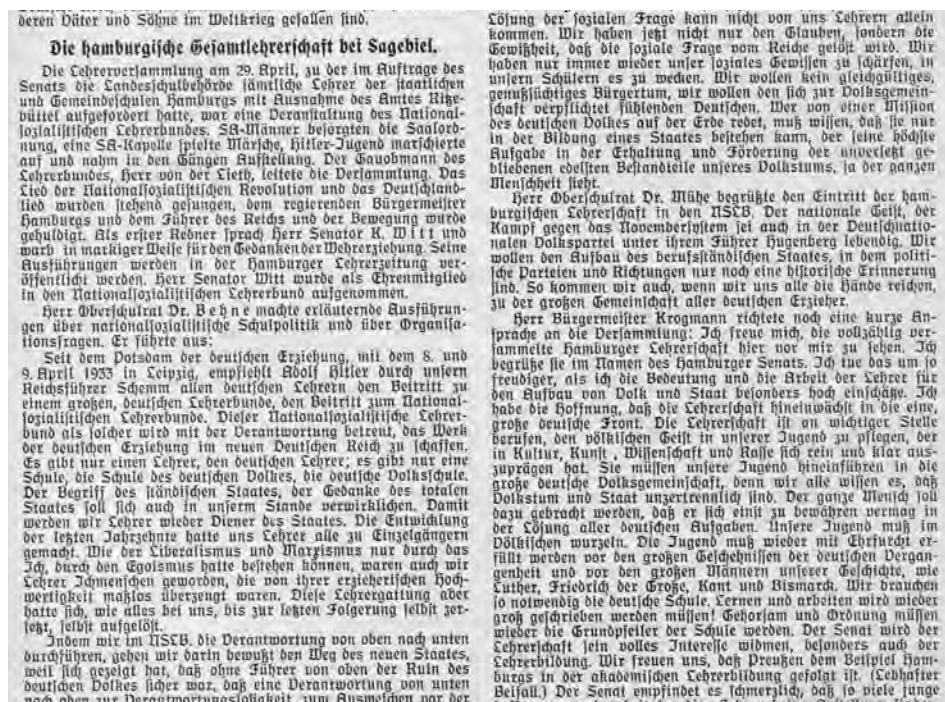 deren Väter und Söhne im Weltkrieg gefallen sind.
Die hamburgische Gesamtlehrerschaft bei Sagebiel.
Die Lehrerversammlung am 29. April, zu der im Auftrage des
Senats die Landesschulbehörde sämtliche Lehrer der staatlichen
und Gemeindeschulen Hamburgs mit Ausnahme des Amtes Ritze-
büttel aufgefordert hatte, war eine Veranstaltung des National-
sozialistischen Lehrerbundes. SA-Männer besorgten die Saalord-
nung, eine SA-Kapelle spielte Märsche, Hitler-Jugend marschierte
auf und nahm in den Gängen Aufstellung. Der Gauobmann des
Lehrerbundes, Herr von der Lieth, leitete die Versammlung. Das
Lied der Nationalsozialistischen Revolution und das Deutschland-
lied wurden stehend gesungen, dem regierenden Bürgermeister
Hamburgs und dem Führer des Reichs und der Bewegung wurde
gehuldigt. Als erster Redner sprach Herr Senator K. Witt und
warb in markiger Weise für den Gedanken der Wehrerziehung. Seine
Ausführungen werden in der Hamburger Lehrerzeitung ver-
öffentlicht werden. Herr Senator Witt wurde als Ehrenmitglied
in den Nationalsozialistischen Lehrerbund aufgenommen.
Herr Oberschulrat Dr. Behne machte erläuternde Ausführun-
gen über nationalsozialistische Schulpolitik und über Organisa-
tionsfragen. Er führte aus:
Seit dem Potsdam der deutschen Erziehung, mit dem 8. und
9. April 1933 in Leipzig, empfiehlt Adolf Hitler durch unsern
Reichsführer Schemm allen deutschen Lehrern den Beitritt zu
einem großen, deutschen Lehrerbunde, den Beitritt zum National-
sozialistischen Lehrerbunde. Dieser Nationalsozialistische Lehrer-
bund als solcher wird mit der Verantwortung betreut, das Werk
der deutschen Erziehung im neuen Deutschen Reich zu schaffen.
Es gibt nur einen Lehrer, den deutschen Lehrer; es gibt nur eine
Schule, die Schule des deutschen Volkes, die deutsche Volksschule.
Der Begriff des ständischen Staates, der Gedanke des totalen
Staates soll sich auch in unserm Stande verwirklichen. Damit
werden wir Lehrer wieder Diener des Staates. Die Entwicklung
der letzten Jahrzehnte hatte uns Lehrer alle zu Einzelgängern
gemacht. Wie der Liberalismus und Marxismus nur durch das
Ich, durch den Egoismus hatte bestehen können, waren auch wir
Lehrer Ichmenschen geworden, die von ihrer erzieherischen Hoch-
wertigkeit maßlos überzeugt waren. Diese Lehrergattung aber
hatte sich, wie alles bei uns, bis zur letzten Folgerung selbst zer-
setzt, selbst aufgelöst.
Indem wir im NSLB. die Verantwortung von oben nach unten
durchführen, gehen wir darin bewußt den Weg des neuen Staates,
weil sich gezeigt hat, daß ohne Führer von oben der Ruin des
deutschen Volkes sicher war, daß eine Verantwortung von unten
nach oben zur Verantwortungslosigkeit, zum Ausweichen vor der
Lösung der sozialen Frage kann nicht von uns Lehrern allein
kommen. Wir haben jetzt nicht nur den Glauben, sondern die
Gewißheit, daß die soziale Frage vom Reiche gelöst wird. Wir
haben nur immer wieder unser soziales Gewissen zu schärfen, in
unsern Schülern es zu wecken. Wir wollen kein gleichgültiges,
genußsüchtiges Bürgertum, wir wollen den sich zur Volksgemein-
schaft verpflichtet fühlenden Deutschen. Wer von einer Mission
des deutschen Volkes auf der Erde redet, muß wissen, daß sie nur
in der Bildung eines Staates bestehen kann, der seine höchste
Aufgabe in der Erhaltung und Förderung der unverletzt ge-
bliebenen edelsten Bestandteile unseres Volkstums, ja der ganzen
Menschheit sieht.
Herr Oberschulrat Dr. Mühe begrüßte den Eintritt der ham-
burgischen Lehrerschaft in den NSLB. Der nationale Geist, der
Kampf gegen das Novembersystem sei auch in der Deutschnatio-
nalen Volkspartei unter ihrem Führer Hugenberg lebendig. Wir
wollen den Aufbau des berufsständischen Staates, in dem politi-
sche Parteien und Richtungen nur noch eine historische Erinnerung
sind. So kommen wir auch, wenn wir uns alle die Hände reichen,
zu der großen Gemeinschaft aller deutschen Erzieher.
Herr Bürgermeister Krogmann richtete noch eine kurze An-
sprache an die Versammlung: Ich freue mich, die vollzählig ver-
sammelte Hamburger Lehrerschaft hier vor mir zu sehen. Ich
begrüße sie im Namen des Hamburger Senats. Ich tue das um so
freudiger, als ich die Bedeutung und die Arbeit der Lehrer für
den Aufbau von Volk und Staat besonders hoch einschätze. Ich
habe die Hoffnung, daß die Lehrerschaft hineinwächst in die eine,
große deutsche Front. Die Lehrerschaft ist an wichtiger Stelle
berufen, den völkischen Geist in unserer Jugend zu pflegen, der
in Kultur, Kunst, Wissenschaft und Rasse sich rein und klar aus-
zuprägen hat. Sie müssen unsere Jugend hineinführen in die
große deutsche Volksgemeinschaft, denn wir alle wissen es, daß
Volkstum und Staat unzertrennlich sind. Der ganze Mensch soll
dazu gebracht werden, daß er sich einst zu bewähren vermag in
der Lösung aller deutschen Aufgaben. Unsere Jugend muß im
Völkischen wurzeln. Die Jugend muß wieder mit Ehrfurcht er-
füllt werden vor den großen Geschehnissen der deutschen Vergan-
genheit und vor den großen Männern unserer Geschichte, wie
Luther, Friedrich der Große, Kant und Bismarck. Wir brauchen
so notwendig die deutsche Schule. Lernen und arbeiten wird wieder
groß geschrieben werden müssen! Gehorsam und Ordnung müssen
wieder die Grundpfeiler der Schule werden. Der Senat wird der
Lehrerschaft sein volles Interesse widmen, besonders auch der
Lehrerbildung. Wir freuen uns, daß Preußen dem Beispiel Ham-
burgs in der akademischen Lehrerbildung gefolgt ist. (Lebhafter
Beifall.) Der Senat empfindet es schmerzlich, daß so viele junge